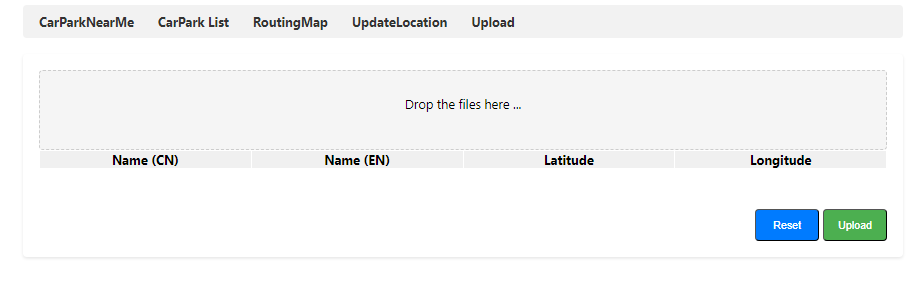 CarParkNearMe CarPark List RoutingMap UpdateLocation Upload
Drop the files here ...
Name (CN) Name (EN) Latitude Longitude
Reset Upload